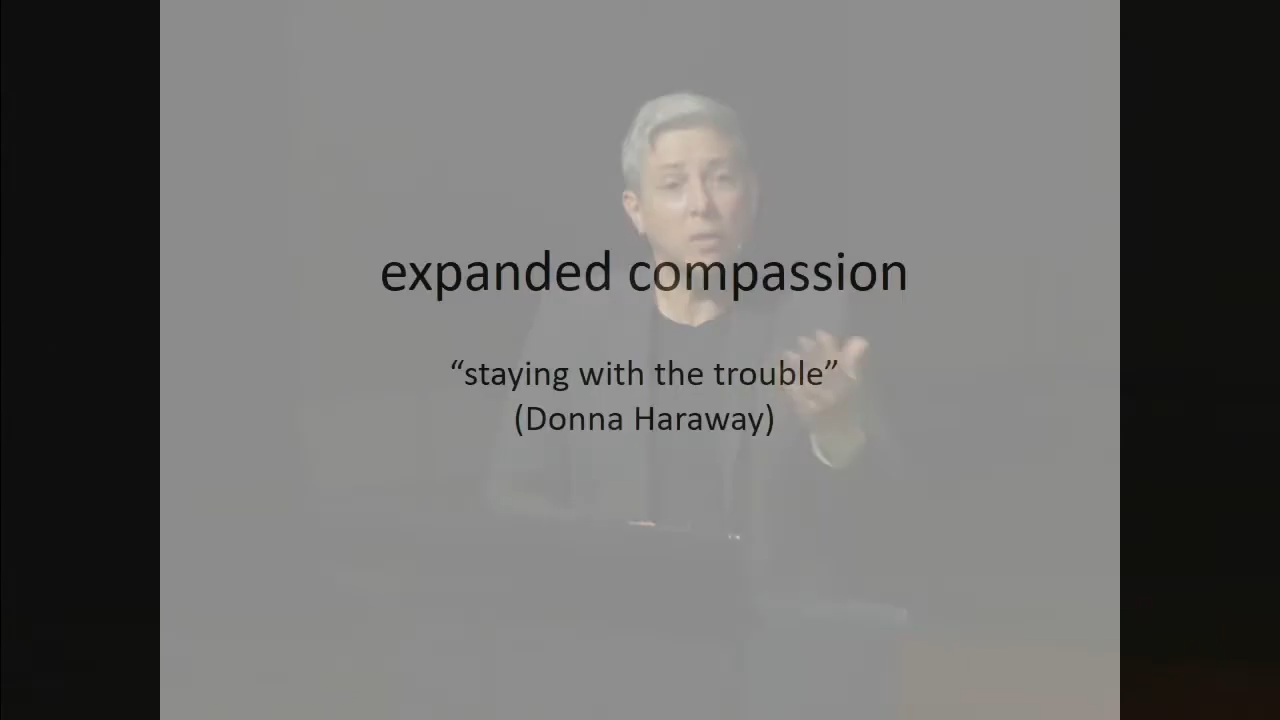 expanded compassion
“staying with the trouble”
(Donna Haraway)